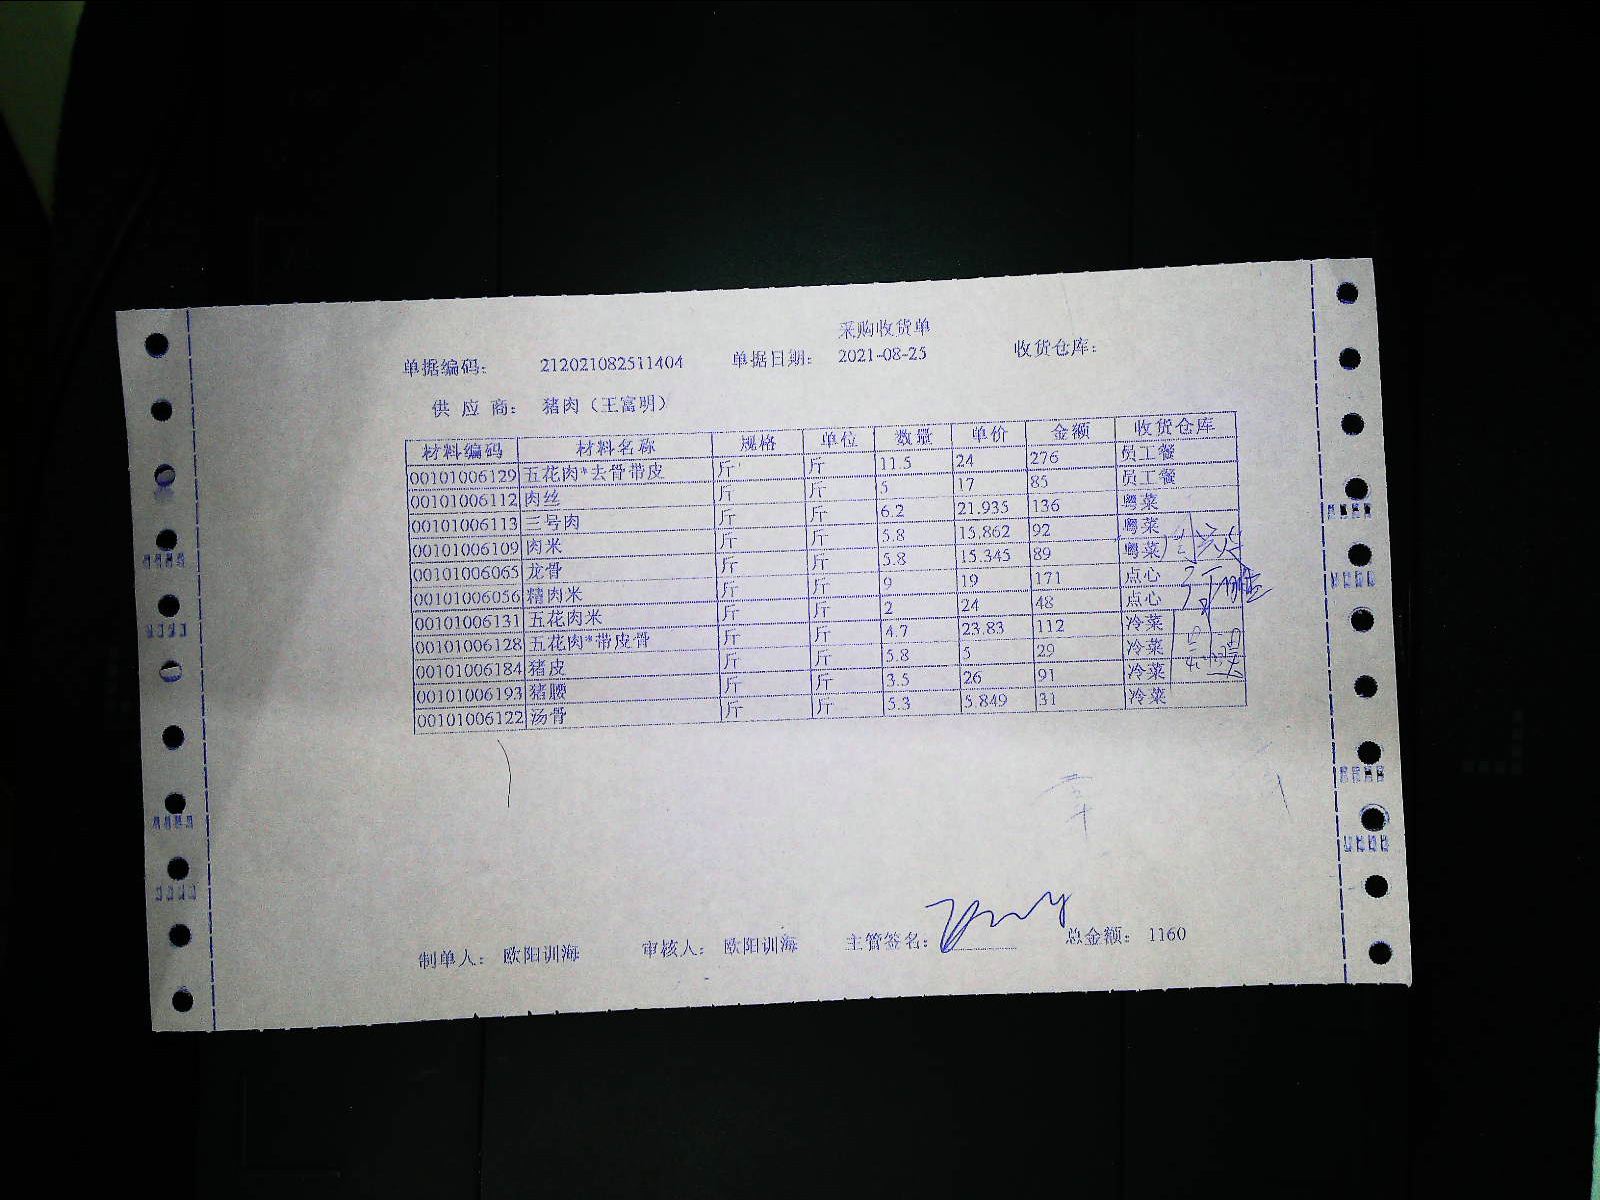 采购收货单
单据编码： 212021082511404 单据日期： 2021-08-25 收货仓库：
供 应 商： 猪肉（王富明）
材料编码 材料名称 规格 单位 数量 单价 金额 收货仓库
00101006129 五花肉*去骨带皮 斤 斤 11.5 24 276 员工餐
00101006112 肉丝 斤 斤 5 17 85 员工餐
00101006113 三号肉 斤 斤 6.2 21.935 136 粤菜
00101006109 肉米 斤 斤 5.8 15.862 92 粤菜
00101006065 龙骨 斤 斤 5.8 15.345 89 粤菜
00101006056 精肉米 斤 斤 9 19 171 点心
00101006131 五花肉米 斤 斤 2 24 48 点心
00101006128 五花肉*带皮骨 斤 斤 4.7 23.83 112 冷菜
00101006184 猪皮 斤 斤 5.8 5 29 冷菜
00101006193 猪腰 斤 斤 3.5 26 91 冷菜
00101006122 汤骨 斤 斤 5.3 5.849 31 冷菜
制单人： 欧阳训海 审核人： 欧阳训海 主管签名： 总金额： 1160